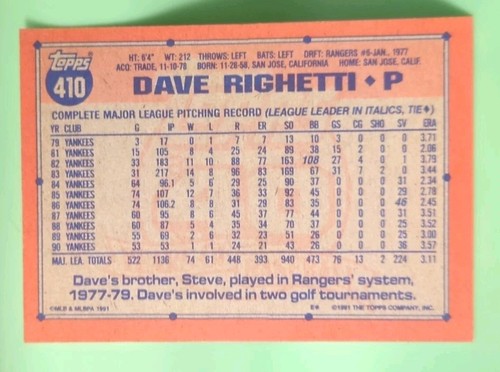 Topps
410
HT: 6'4" WT: 212 THROWS: LEFT BATS: LEFT DRFT: RANGERS #6-JAN., 1977
ACQ: TRADE, 11-10-78 BORN: 11-28-58, SAN JOSE, CALIFORNIA HOME: SAN JOSE, CALIF.
DAVE RIGHETTI ♦ P
COMPLETE MAJOR LEAGUE PITCHING RECORD (LEAGUE LEADER IN ITALICS, TIE♦)
YR CLUB G IP W L R ER SO BB GS CG SHO SV ERA
79 YANKEES 3 17 0 1 7 7 13 10 3 0 0 0 3.71
81 YANKEES 15 105 8 4 25 24 89 38 15 2 0 0 2.06
82 YANKEES 33 183 11 10 88 77 163 108 27 4 0 1 3.79
83 YANKEES 31 217 14 8 96 83 169 67 31 7 2 0 3.44
84 YANKEES 64 96.1 5 6 29 25 90 37 0 0 0 31 2.34
85 YANKEES 74 107 12 7 36 33 92 45 0 0 0 29 2.78
86 YANKEES 74 106.2 8 8 31 29 83 35 0 0 0 46 2.45
87 YANKEES 60 95 8 6 45 37 77 44 0 0 0 31 3.51
88 YANKEES 60 87 5 4 35 34 70 37 0 0 0 25 3.52
89 YANKEES 55 69 2 6 32 23 51 26 0 0 0 25 3.00
90 YANKEES 53 53 1 1 24 21 43 26 0 0 0 36 3.57
MAJ. LEA. TOTALS 522 1136 74 61 448 393 940 473 76 13 2 224 3.11
Dave's brother, Steve, played in Rangers' system,
1977-79. Dave's involved in two golf tournaments.
©MLB & MLBPA 1991 ©1991 THE TOPPS COMPANY, INC.